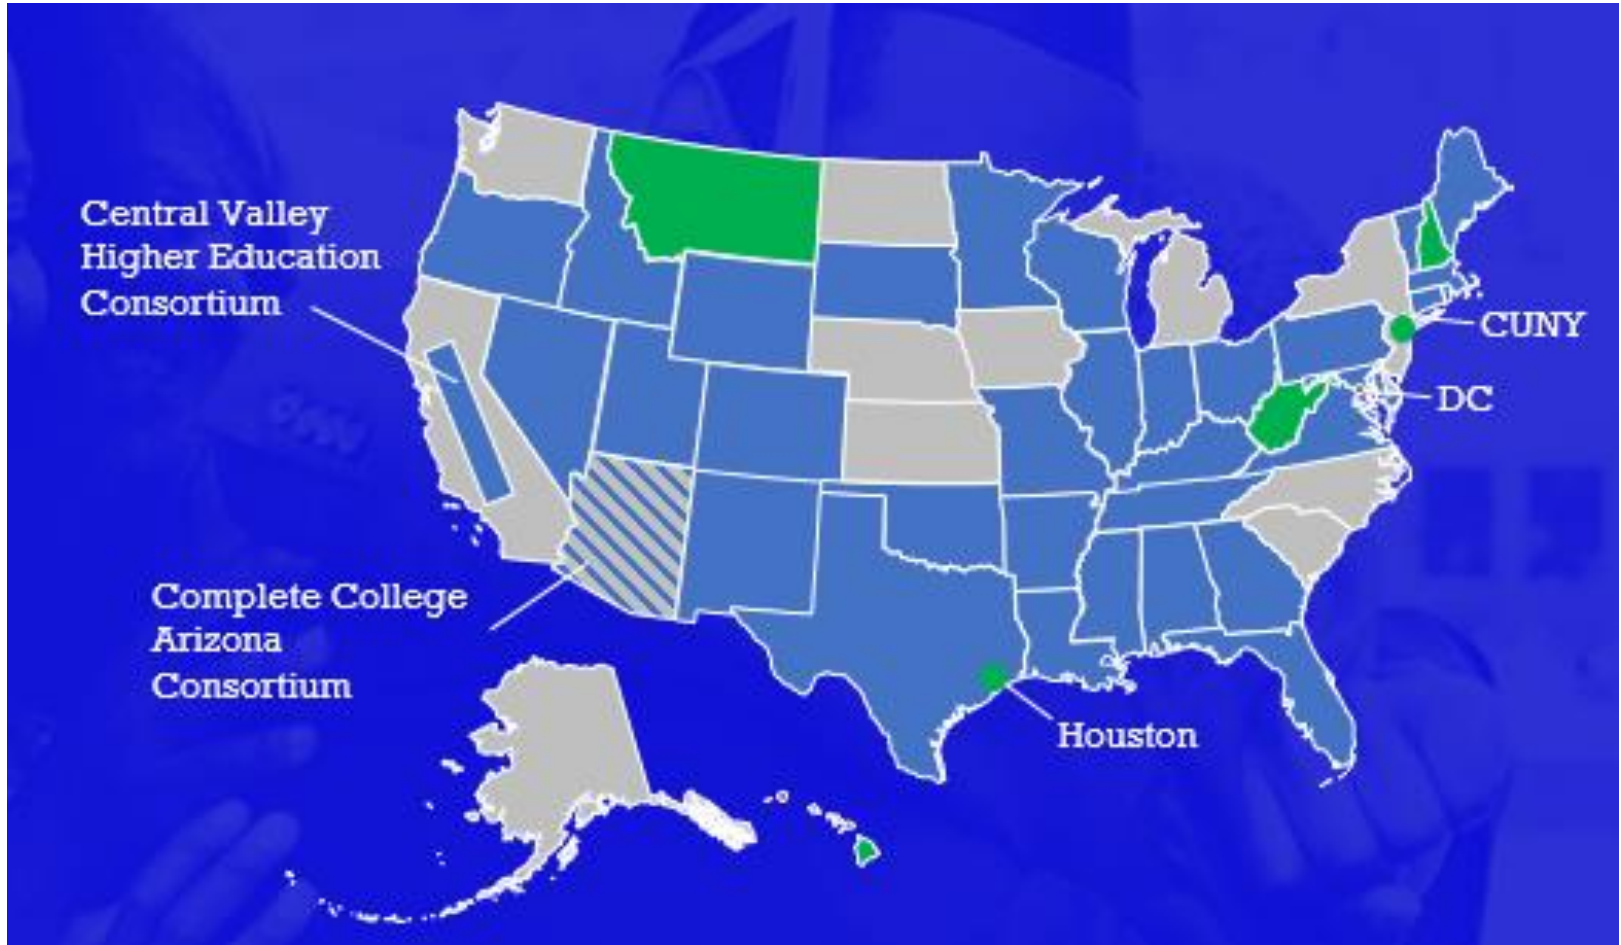 Central Valley
Higher Education
Consortium
CUNY
DC
Complete College
Arizona
Consortium
Houston